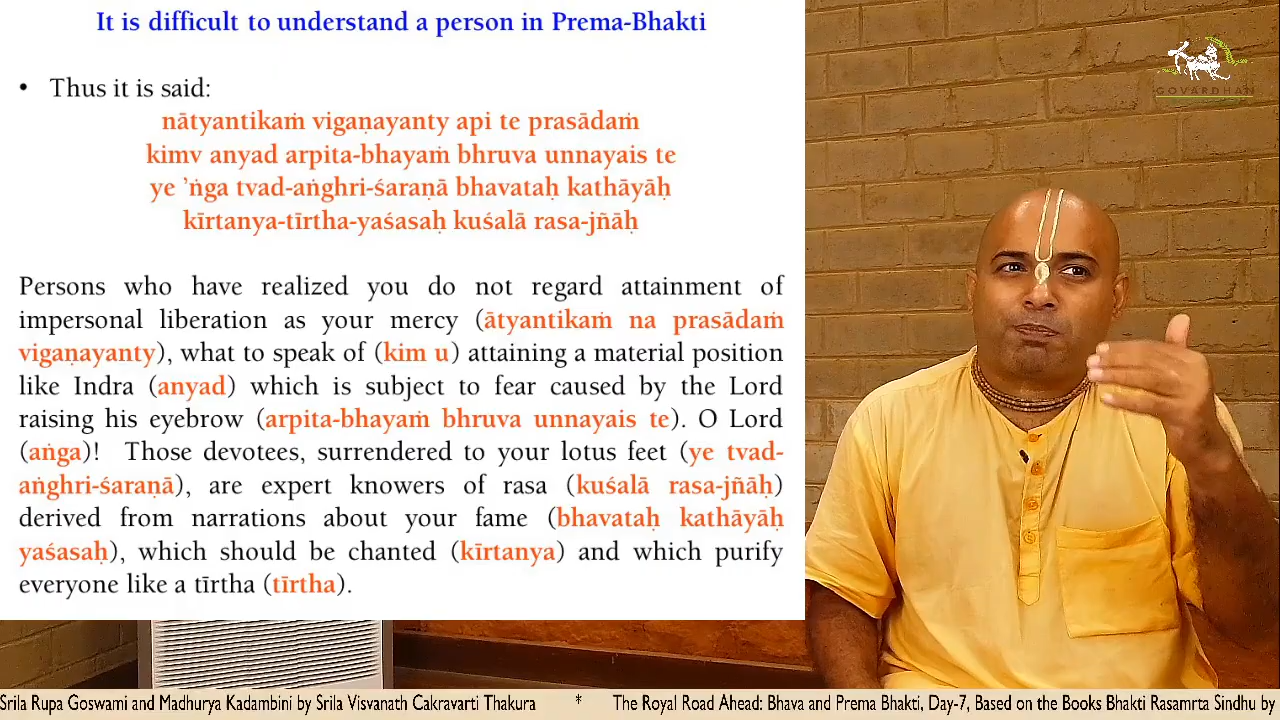 It is difficult to understand a person in Prema-Bhakti
• Thus it is said:
nātyantikaṁ vigaṇayanty api te prasādaṁ
kimv anyad arpita-bhayaṁ bhruva unnayais te
ye ’ṅga tvad-aṅghri-śaraṇā bhavataḥ kathāyāḥ
kīrtanya-tīrtha-yaśasaḥ kuśalā rasa-jñāḥ
Persons who have realized you do not regard attainment of
impersonal liberation as your mercy (ātyantikaṁ na prasādaṁ
vigaṇayanty), what to speak of (kim u) attaining a material position
like Indra (anyad) which is subject to fear caused by the Lord
raising his eyebrow (arpita-bhayaṁ bhruva unnayais te). O Lord
(aṅga)! Those devotees, surrendered to your lotus feet (ye tvad-
aṅghri-śaraṇā), are expert knowers of rasa (kuśalā rasa-jñāḥ)
derived from narrations about your fame (bhavataḥ kathāyāḥ
yaśasaḥ), which should be chanted (kīrtanya) and which purify
everyone like a tīrtha (tīrtha).
GOVARDHAN
Srila Rupa Goswami and Madhurya Kadambini by Srila Visvanath Cakravarti Thakura * The Royal Road Ahead: Bhava and Prema Bhakti, Day-7, Based on the Books Bhakti Rasamrta Sindhu by